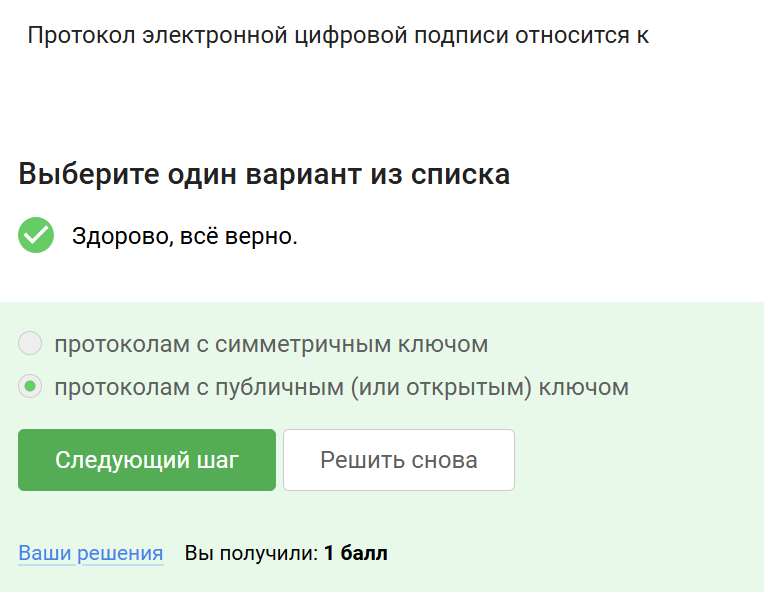 Протокол электронной цифровой подписи относится к
Выберите один вариант из списка
Здорово, всё верно.
протоколам с симметричным ключом
протоколам с публичным (или открытым) ключом
Следующий шаг Решить снова
Ваши решения Вы получили: 1 балл